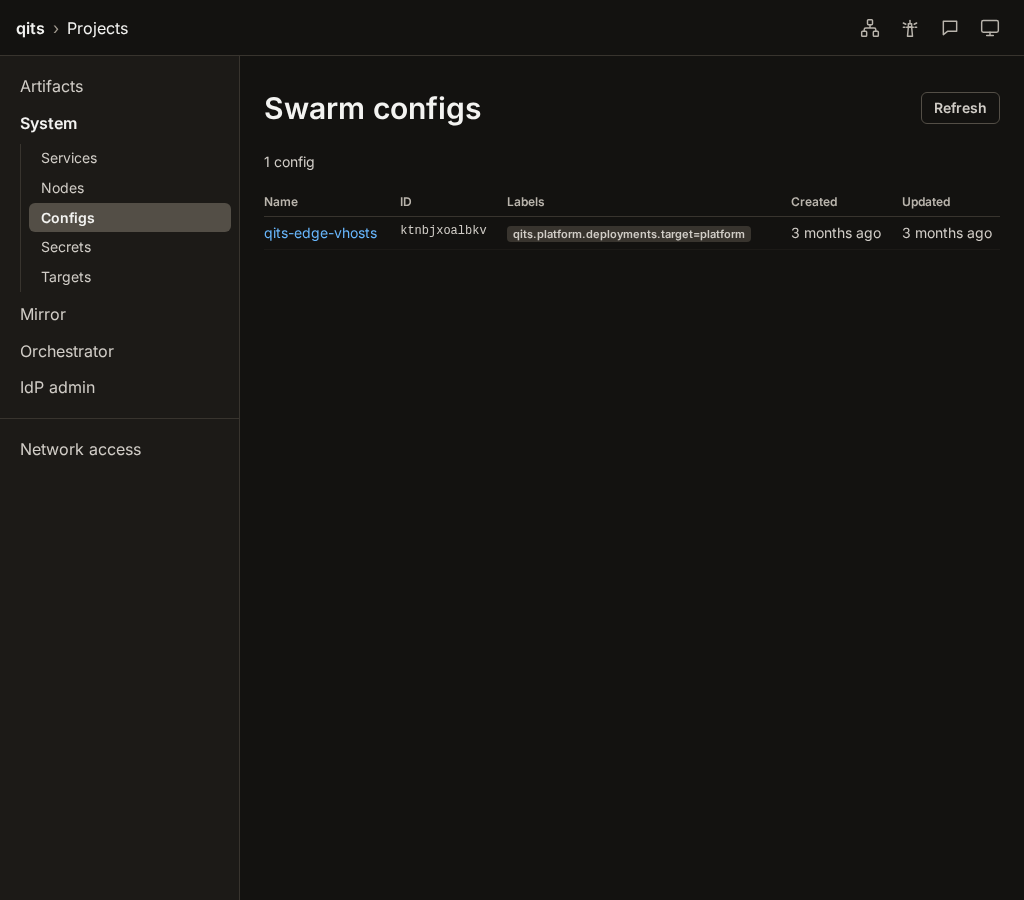 qits › Projects
Artifacts
System
Services
Nodes
Configs
Secrets
Targets
Mirror
Orchestrator
IdP admin
Network access
Swarm configs
Refresh
1 config
Name ID Labels Created Updated
qits-edge-vhosts ktnbjxoalbkv qits.platform.deployments.target=platform 3 months ago 3 months ago